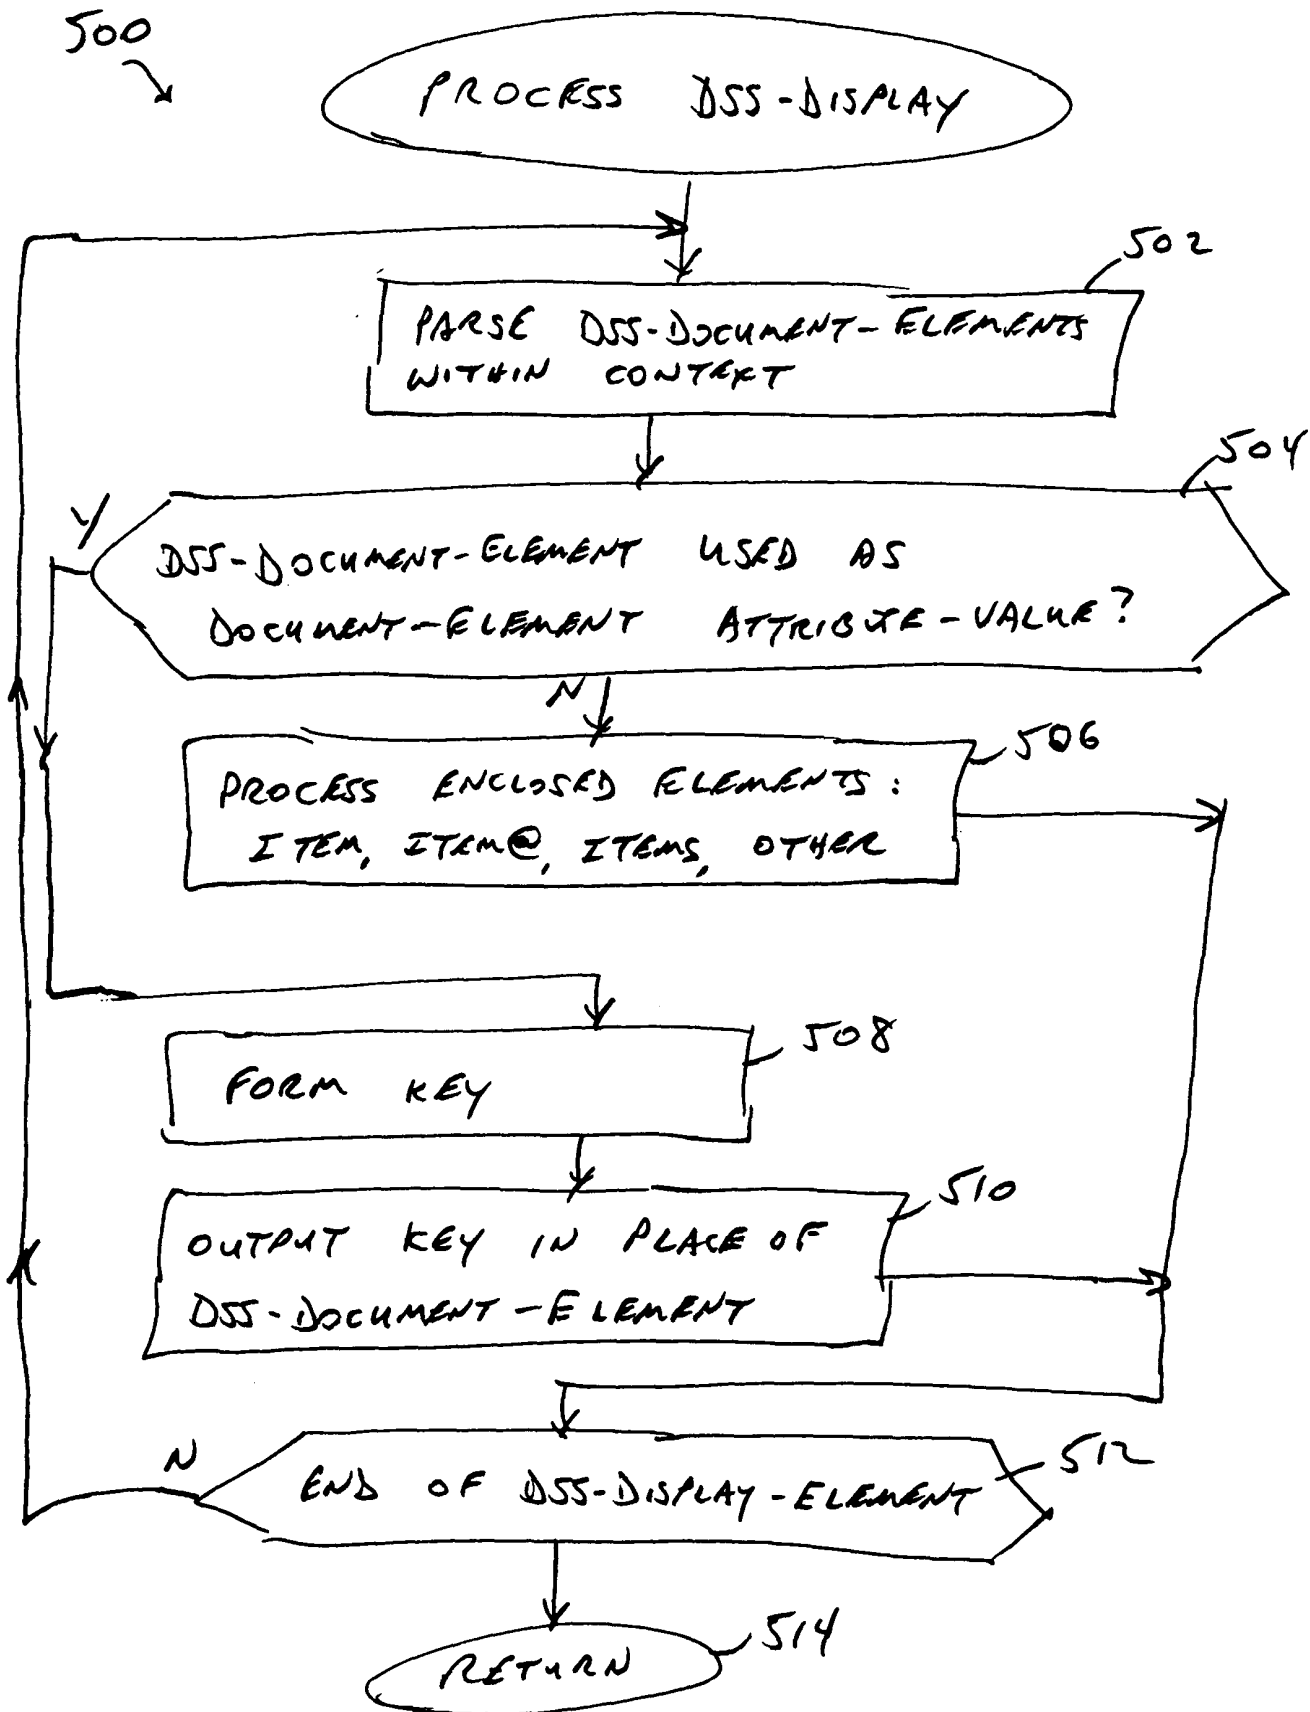 500
PROCESS DSS-DISPLAY
502
PARSE DSS-DOCUMENT-ELEMENTS
WITHIN CONTEXT
504
Y
DSS-DOCUMENT-ELEMENT USED AS
DOCUMENT-ELEMENT ATTRIBUTE-VALUE?
N
506
PROCESS ENCLOSED ELEMENTS:
ITEM, ITEM@, ITEMS, OTHER
508
FORM KEY
510
OUTPUT KEY IN PLACE OF
DSS-DOCUMENT-ELEMENT
N
512
END OF DSS-DISPLAY-ELEMENT
514
RETURN